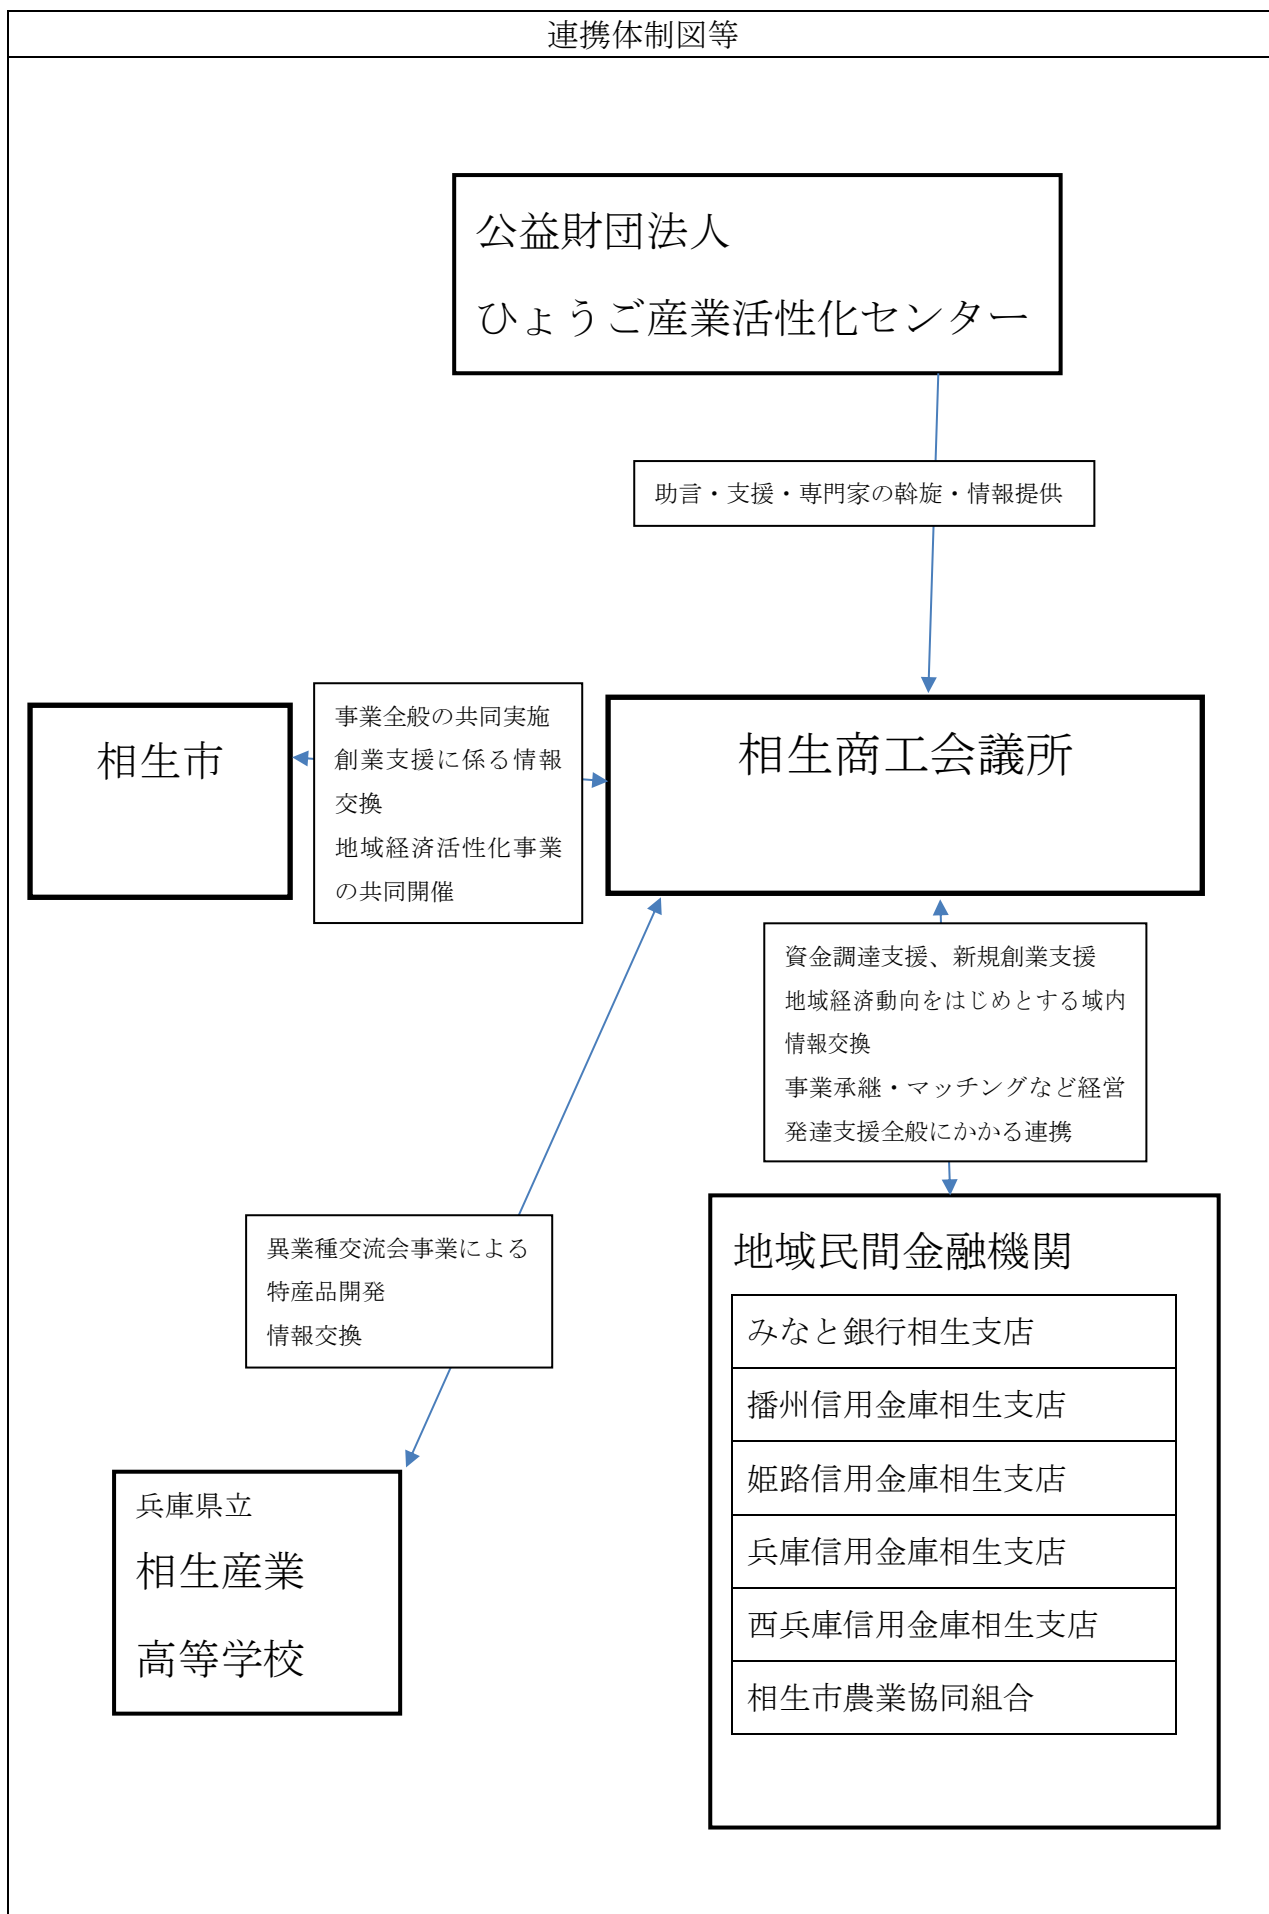 連携体制図等
公益財団法人
ひょうご産業活性化センター
助言・支援・専門家の斡旋・情報提供
相生市
事業全般の共同実施
創業支援に係る情報
交換
地域経済活性化事業
の共同開催
相生商工会議所
資金調達支援、新規創業支援
地域経済動向をはじめとする域内
情報交換
事業承継・マッチングなど経営
発達支援全般にかかる連携
異業種交流会事業による
特産品開発
情報交換
兵庫県立
相生産業
高等学校
地域民間金融機関
みなと銀行相生支店
播州信用金庫相生支店
姫路信用金庫相生支店
兵庫信用金庫相生支店
西兵庫信用金庫相生支店
相生市農業協同組合